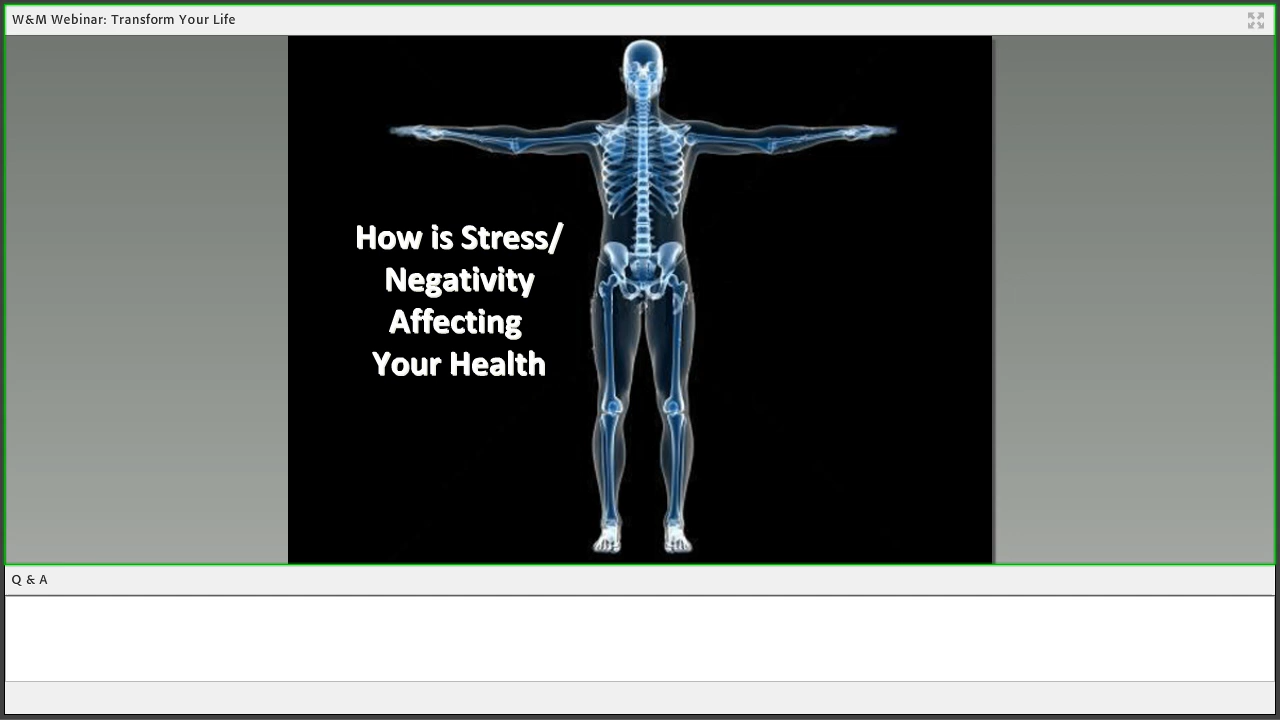 W&M Webinar: Transform Your Life
How is Stress/
Negativity
Affecting
Your Health
Q & A